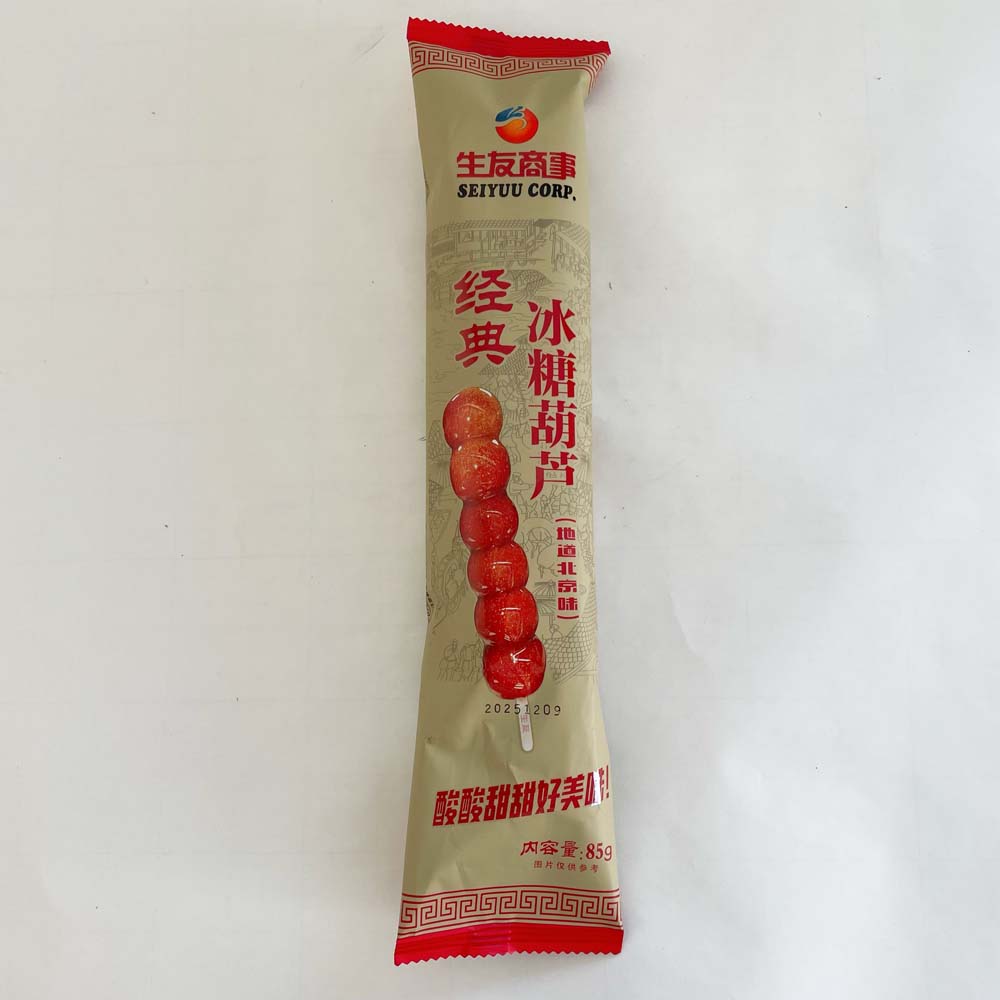 生友商事
SEIYUU CORP.
经典
冰糖葫芦
(地道北京味)
20251209
酸酸甜甜好美味!
内容量:85g
图片仅供参考